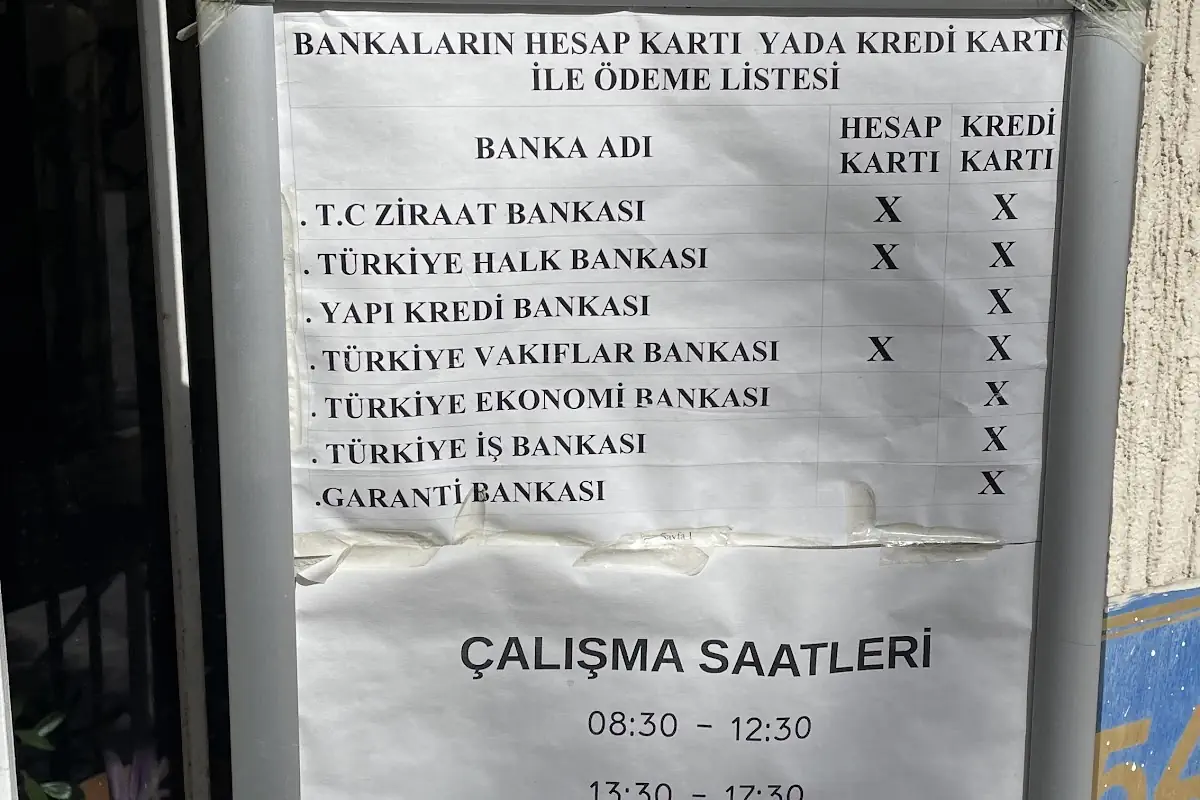 BANKALARIN HESAP KARTI YADA KREDİ KARTI
İLE ÖDEME LİSTESİ
BANKA ADI HESAP KARTI KREDİ KARTI
. T.C ZİRAAT BANKASI X X
. TÜRKİYE HALK BANKASI X X
. YAPI KREDİ BANKASI X
. TÜRKİYE VAKIFLAR BANKASI X X
. TÜRKİYE EKONOMİ BANKASI X
. TÜRKİYE İŞ BANKASI X
.GARANTİ BANKASI X
Sayfa 1
ÇALIŞMA SAATLERİ
08:30 - 12:30
13:30 - 17:30